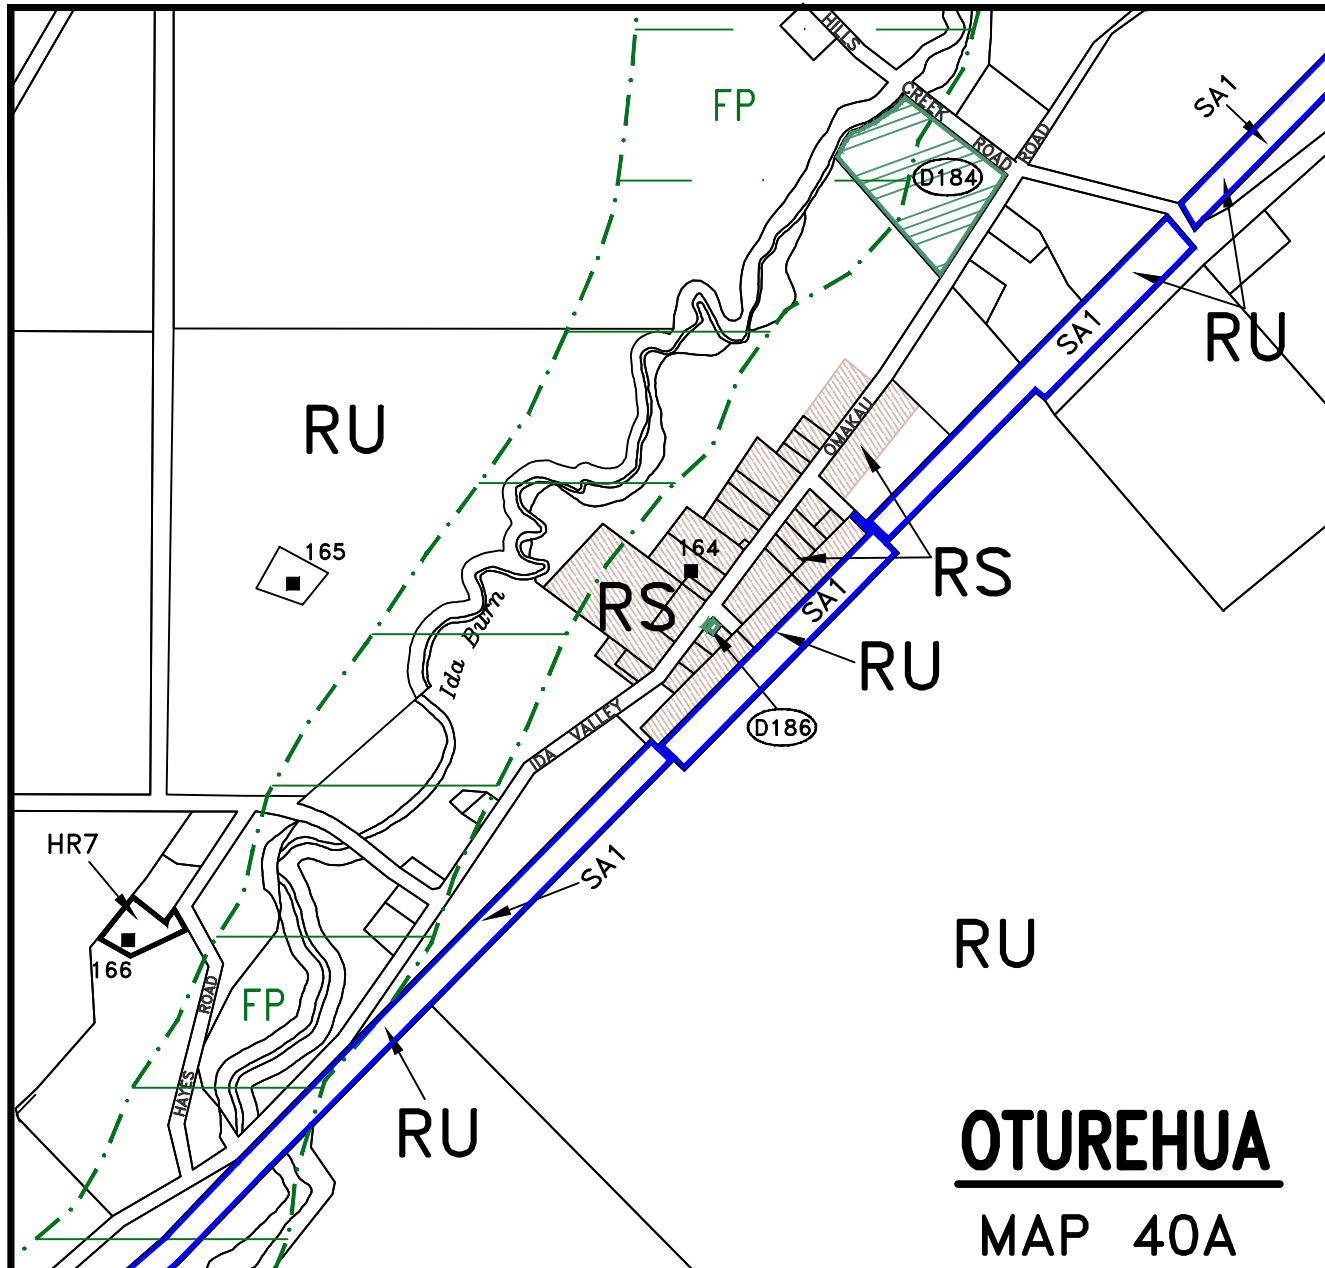 HILLS
CREEK
ROAD
ROAD
SA1
FP
D184
RU
SA1
OMAKAU
RU
165
164
RS
RS
SA1
Ida Burn
RU
D186
IDA VALLEY
HR7
SA1
166
ROAD
FP
RU
HAYES
RU
OTUREHUA
MAP 40A